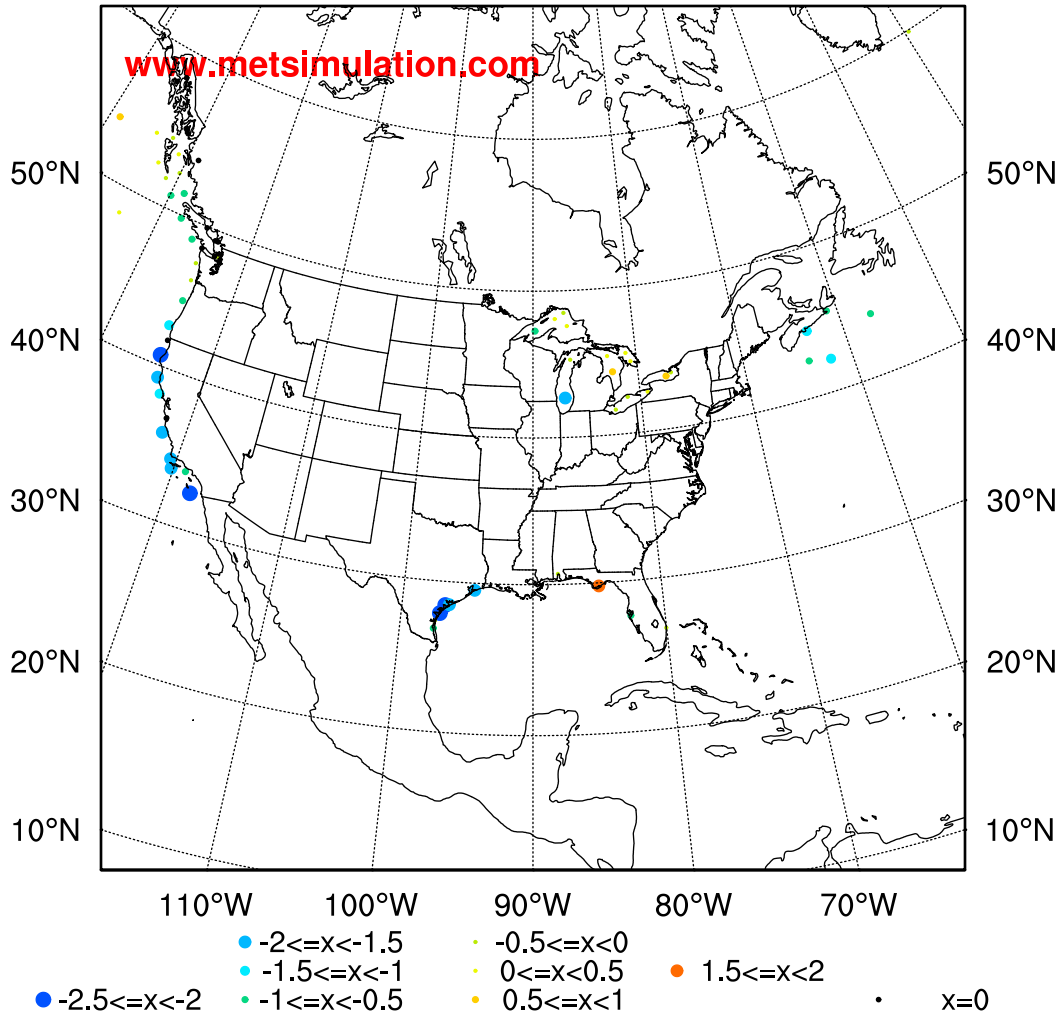 www.metsimulation.com
50°N 50°N
40°N 40°N
30°N 30°N
20°N 20°N
10°N 10°N
110°W 100°W 90°W 80°W 70°W
-2<=x<-1.5 -0.5<=x<0
-1.5<=x<-1 0<=x<0.5 1.5<=x<2
-2.5<=x<-2 -1<=x<-0.5 0.5<=x<1 x=0